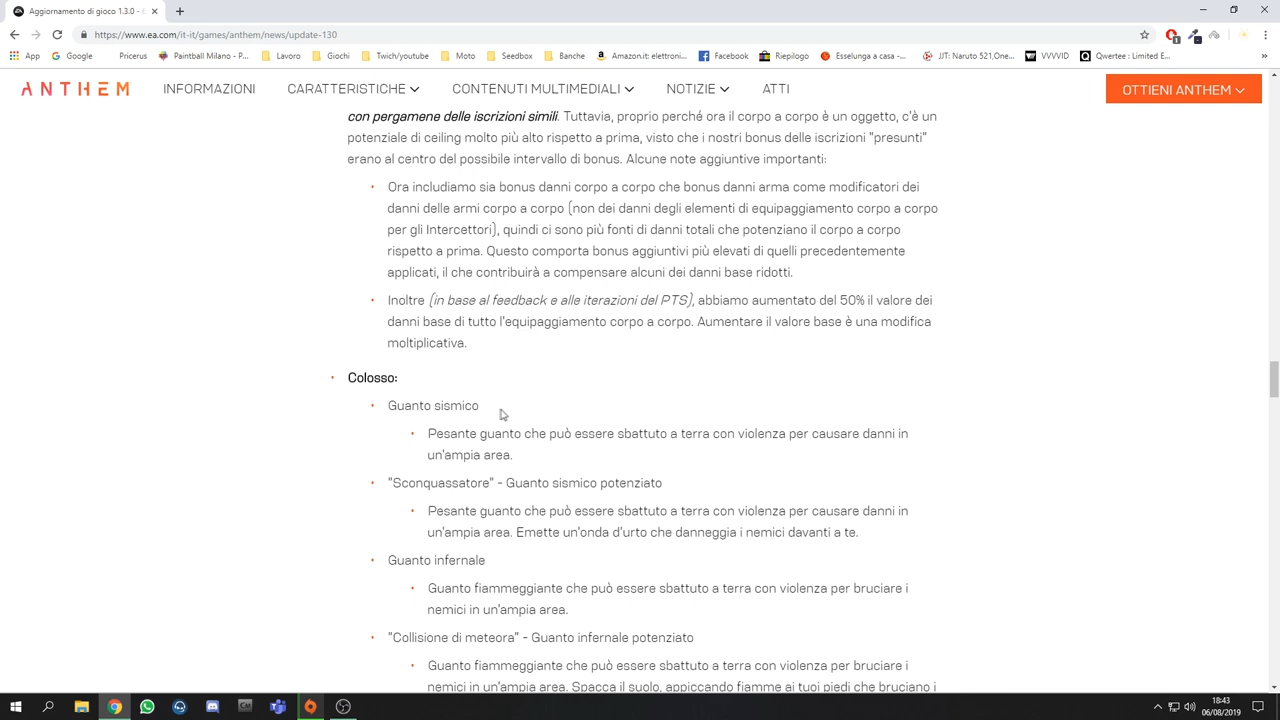 Aggiornamento di gioco 1.3.0 - F
https://www.ea.com/it-it/games/anthem/news/update-130
App
Google
Pricerus
Paintball Milano - P...
Lavoro
Giochi
Twich/youtube
Moto
Seedbox
Banche
Amazon.it: elettroni...
Facebook
Riepilogo
Esselunga a casa -...
JJT: Naruto 521,One...
VVVVID
Qwertee : Limited E...
»
ANTHEM
INFORMAZIONI
CARATTERISTICHE
CONTENUTI MULTIMEDIALI
NOTIZIE
ATTI
OTTIENI ANTHEM
con pergamene delle iscrizioni simili. Tuttavia, proprio perché ora il corpo a corpo è un oggetto, c'è un
potenziale di ceiling molto più alto rispetto a prima, visto che i nostri bonus delle iscrizioni "presunti"
erano al centro del possibile intervallo di bonus. Alcune note aggiuntive importanti:
• Ora includiamo sia bonus danni corpo a corpo che bonus danni arma come modificatori dei
danni delle armi corpo a corpo (non dei danni degli elementi di equipaggiamento corpo a corpo
per gli Intercettori), quindi ci sono più fonti di danni totali che potenziano il corpo a corpo
rispetto a prima. Questo comporta bonus aggiuntivi più elevati di quelli precedentemente
applicati, il che contribuirà a compensare alcuni dei danni base ridotti.
• Inoltre (in base al feedback e alle iterazioni del PTS), abbiamo aumentato del 50% il valore dei
danni base di tutto l'equipaggiamento corpo a corpo. Aumentare il valore base è una modifica
moltiplicativa.
• Colosso:
• Guanto sismico
• Pesante guanto che può essere sbattuto a terra con violenza per causare danni in
un'ampia area.
• "Sconquassatore" - Guanto sismico potenziato
• Pesante guanto che può essere sbattuto a terra con violenza per causare danni in
un'ampia area. Emette un'onda d'urto che danneggia i nemici davanti a te.
• Guanto infernale
• Guanto fiammeggiante che può essere sbattuto a terra con violenza per bruciare i
nemici in un'ampia area.
• "Collisione di meteora" - Guanto infernale potenziato
• Guanto fiammeggiante che può essere sbattuto a terra con violenza per bruciare i
nemici in un'ampia area. Spacca il suolo, appiccando fiamme ai tuoi piedi che bruciano i
18:43
06/08/2019